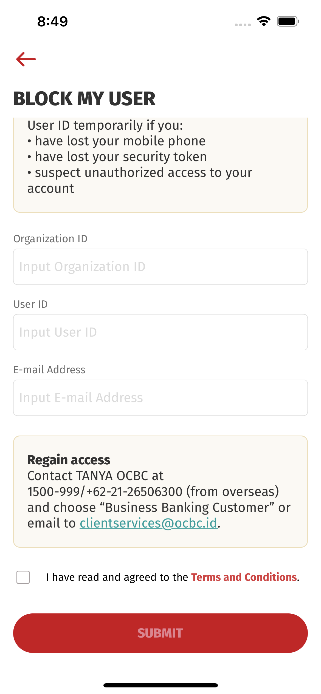 8:49
BLOCK MY USER
User ID temporarily if you:
• have lost your mobile phone
• have lost your security token
• suspect unauthorized access to your
account
Organization ID
Input Organization ID
User ID
Input User ID
E-mail Address
Input E-mail Address
Regain access
Contact TANYA OCBC at
1500-999/+62-21-26506300 (from overseas)
and choose “Business Banking Customer” or
email to clientservices@ocbc.id.
I have read and agreed to the Terms and Conditions.
SUBMIT